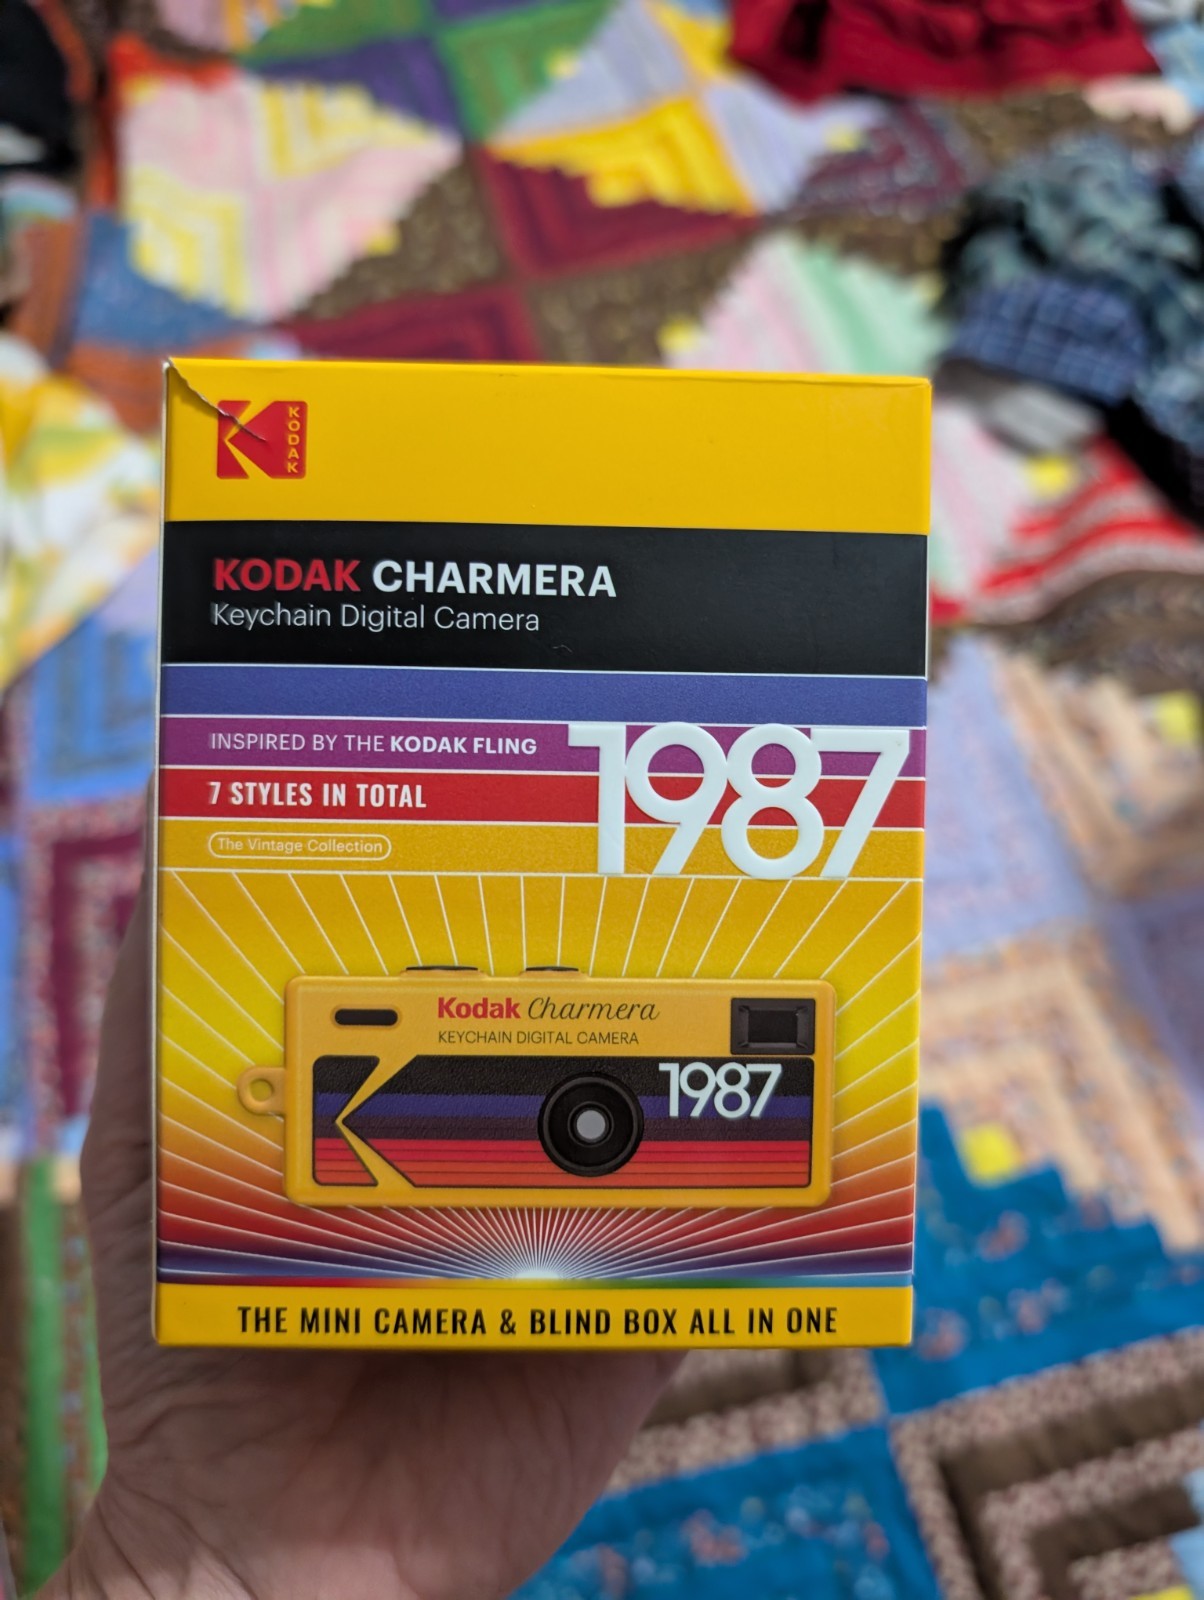 KODAK
KODAK CHARMERA
Keychain Digital Camera
INSPIRED BY THE KODAK FLING
1987
7 STYLES IN TOTAL
The Vintage Collection
Kodak Charmera
KEYCHAIN DIGITAL CAMERA
1987
THE MINI CAMERA & BLIND BOX ALL IN ONE